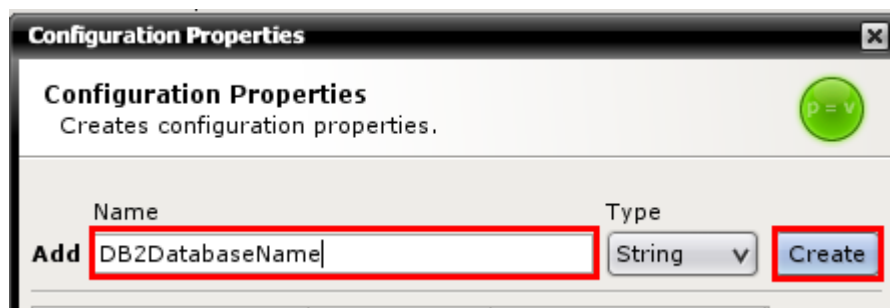 Configuration Properties
Configuration Properties
Creates configuration properties.
p = v
Name Type
Add DB2DatabaseName String Create